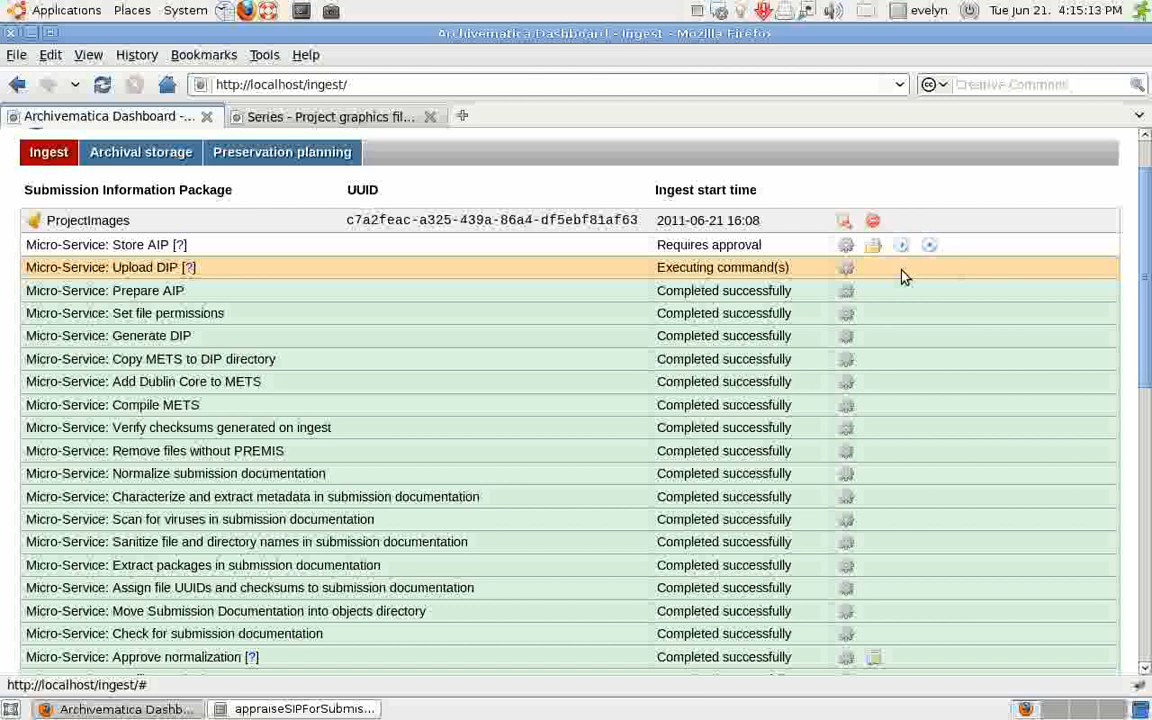 Applications Places System evelyn Tue Jun 21. 4:15:13 PM
Archivematica Dashboard - Ingest - Mozilla Firefox
File Edit View History Bookmarks Tools Help
http://localhost/ingest/ Creative Commons
Archivematica Dashboard -... Series - Project graphics fil...
Ingest Archival storage Preservation planning
Submission Information Package UUID Ingest start time
ProjectImages c7a2feac-a325-439a-86a4-df5ebf81af63 2011-06-21 16:08
Micro-Service: Store AIP [?] Requires approval
Micro-Service: Upload DIP [?] Executing command(s)
Micro-Service: Prepare AIP Completed successfully
Micro-Service: Set file permissions Completed successfully
Micro-Service: Generate DIP Completed successfully
Micro-Service: Copy METS to DIP directory Completed successfully
Micro-Service: Add Dublin Core to METS Completed successfully
Micro-Service: Compile METS Completed successfully
Micro-Service: Verify checksums generated on ingest Completed successfully
Micro-Service: Remove files without PREMIS Completed successfully
Micro-Service: Normalize submission documentation Completed successfully
Micro-Service: Characterize and extract metadata in submission documentation Completed successfully
Micro-Service: Scan for viruses in submission documentation Completed successfully
Micro-Service: Sanitize file and directory names in submission documentation Completed successfully
Micro-Service: Extract packages in submission documentation Completed successfully
Micro-Service: Assign file UUIDs and checksums to submission documentation Completed successfully
Micro-Service: Move Submission Documentation into objects directory Completed successfully
Micro-Service: Check for submission documentation Completed successfully
Micro-Service: Approve normalization [?] Completed successfully
http://localhost/ingest/#
Archivematica Dashb... appraiseSIPForSubmis...